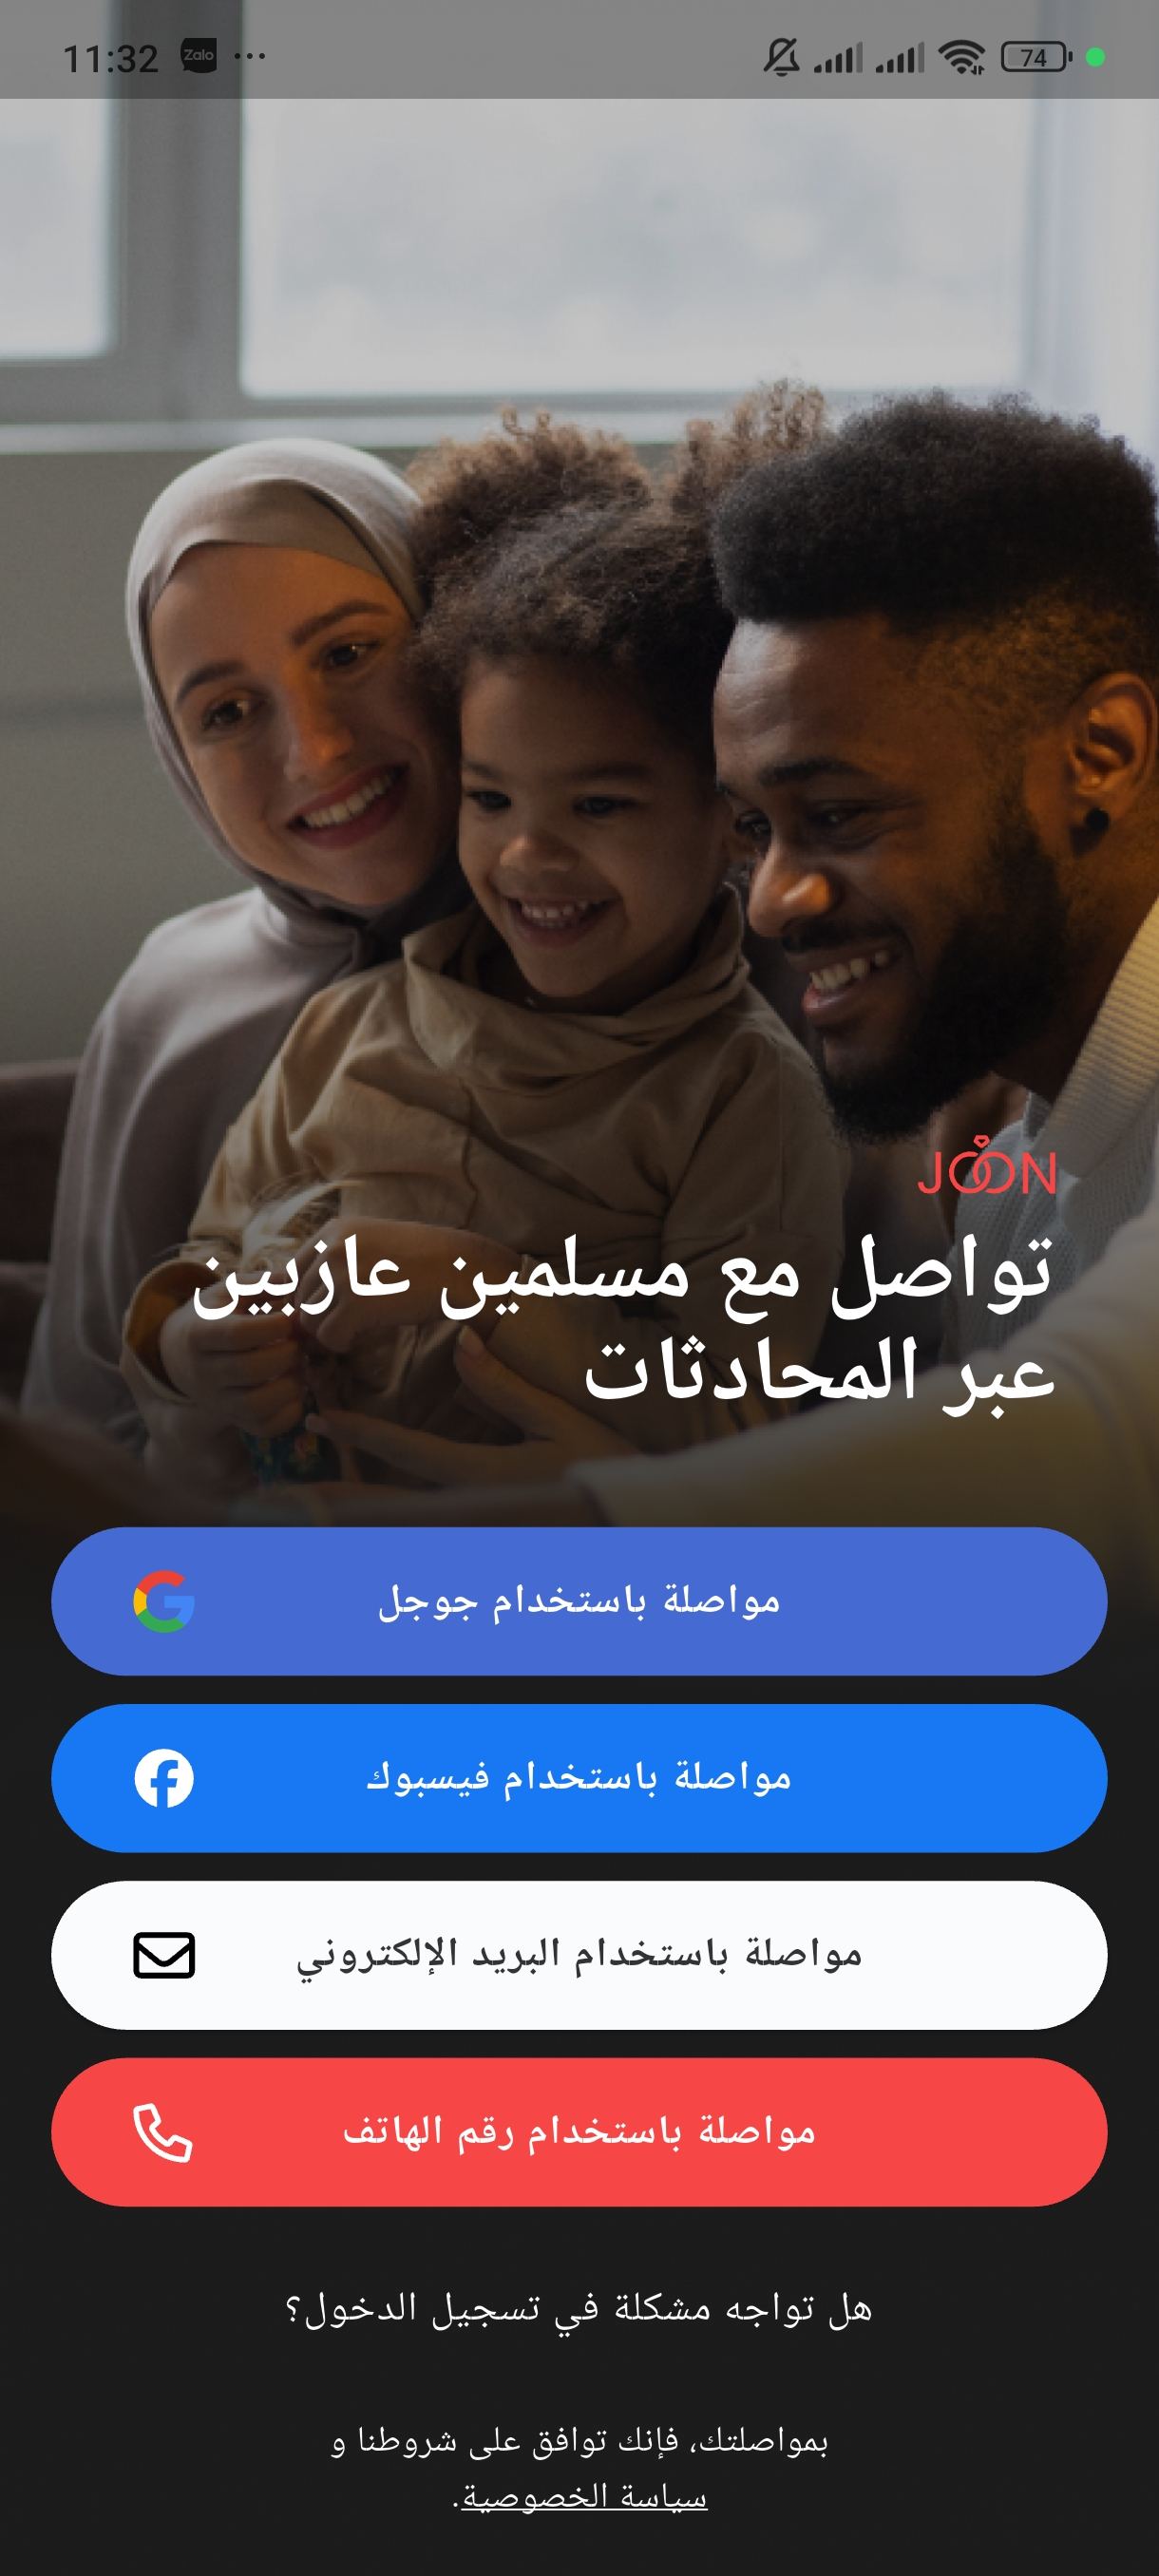 11:32 Zalo ... 74
JOON
تواصل مع مسلمين عازبين
عبر المحادثات
مواصلة باستخدام جوجل
مواصلة باستخدام فيسبوك
مواصلة باستخدام البريد الإلكتروني
مواصلة باستخدام رقم الهاتف
هل تواجه مشكلة في تسجيل الدخول؟
بمواصلتك، فإنك توافق على شروطنا و
سياسة الخصوصية.